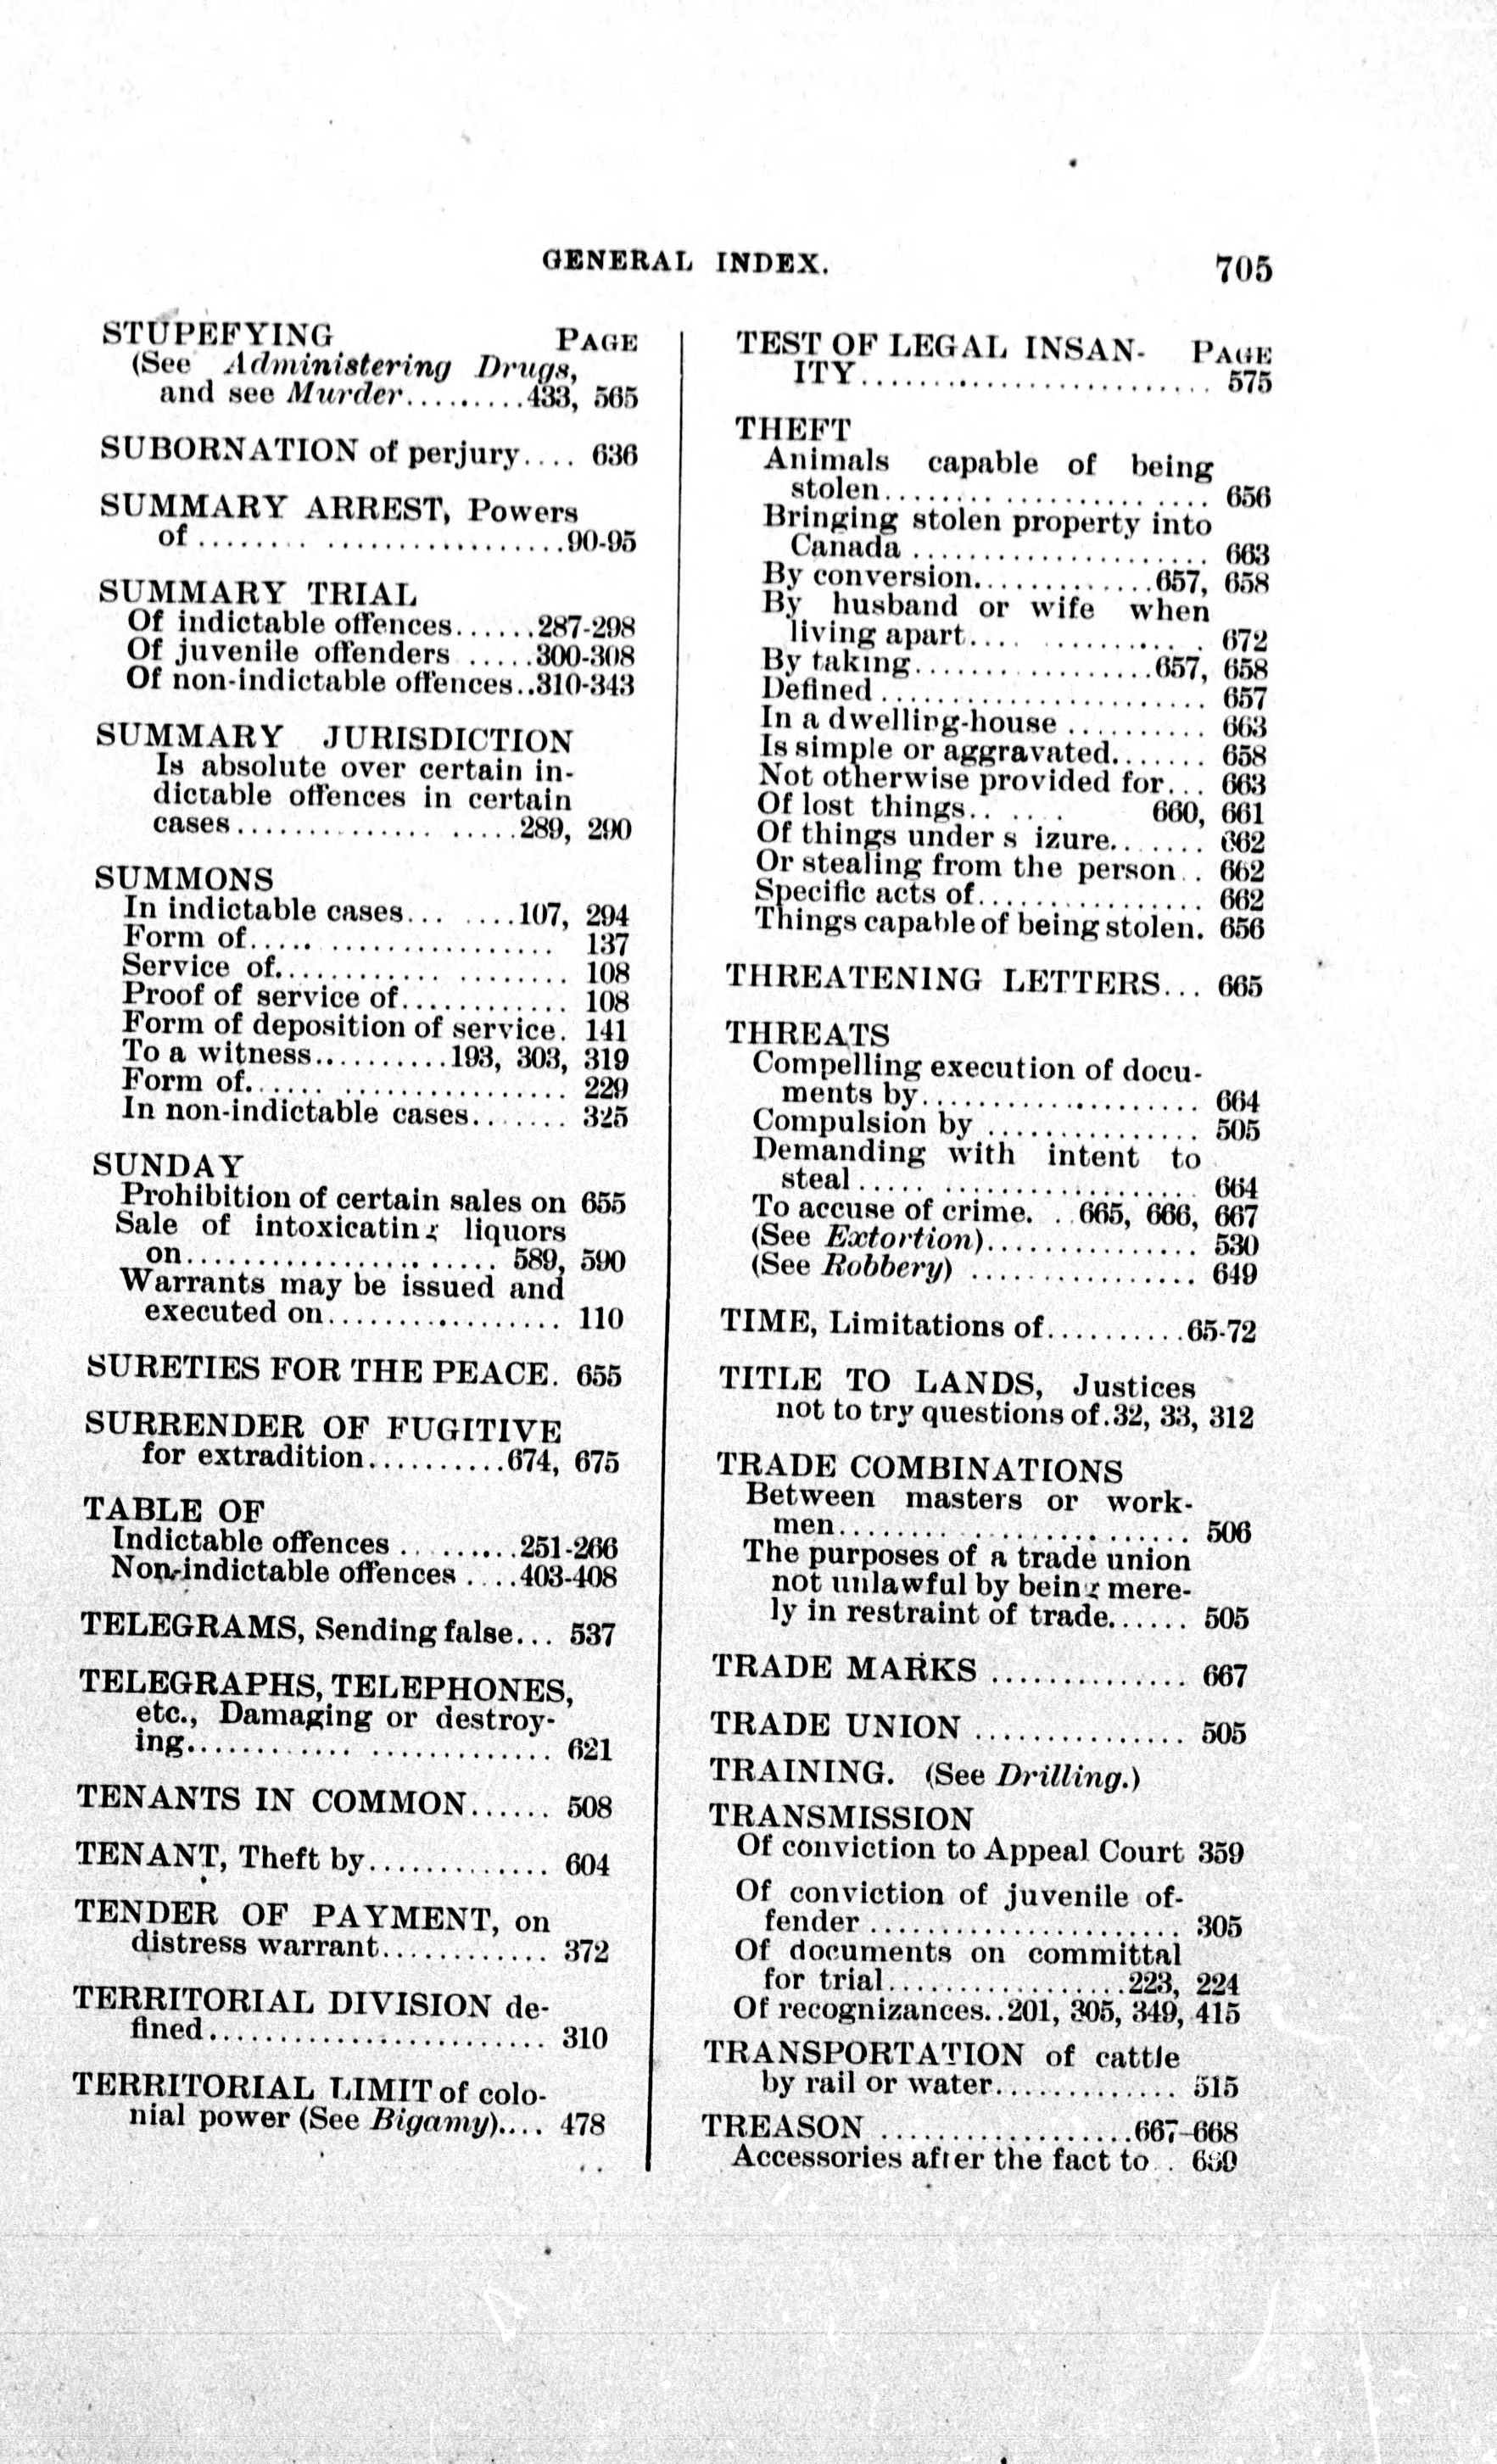 GENERAL INDEX. 705
STUPEFYING PAGE
(See Administering Drugs,
and see Murder.........433, 565
SUBORNATION of perjury.... 636
SUMMARY ARREST, Powers
of........ .................90-95
SUMMARY TRIAL
Of indictable offences......287-298
Of juvenile offenders .....300-308
Of non-indictable offences..310-343
SUMMARY JURISDICTION
Is absolute over certain in-
dictable offences in certain
cases.............. .....289, 290
SUMMONS
In indictable cases... .....107, 294
Form of..... ................ 137
Service of............ .......... 108
Proof of service of............ 108
Form of deposition of service. 141
To a witness..........193, 303, 319
Form of...... ................ 229
In non-indictable cases....... 325
SUNDAY
Prohibition of certain sales on 655
Sale of intoxicating liquors
on...................... 589, 590
Warrants may be issued and
executed on................. 110
SURETIES FOR THE PEACE. 655
SURRENDER OF FUGITIVE
for extradition..........674, 675
TABLE OF
Indictable offences .........251-266
Non-indictable offences ....403-408
TELEGRAMS, Sending false... 537
TELEGRAPHS, TELEPHONES,
etc., Damaging or destroy-
ing............ ............. 621
TENANTS IN COMMON...... 508
TENANT, Theft by............. 604
TENDER OF PAYMENT, on
distress warrant............ 372
TERRITORIAL DIVISION de-
fined........................ 310
TERRITORIAL LIMIT of colo-
nial power (See Bigamy).... 478
TEST OF LEGAL INSAN- PAGE
ITY......................... 575
THEFT
Animals capable of being
stolen........ ............... 656
Bringing stolen property into
Canada ..................... 663
By conversion.............657, 658
By husband or wife when
living apart.... .......... . 672
By taking.................657, 658
Defined....................... 657
In a dwelling-house .......... 663
Is simple or aggravated....... 658
Not otherwise provided for... 663
Of lost things.. .... 660, 661
Of things under s izure....... 662
Or stealing from the person.. 662
Specific acts of................ 662
Things capable of being stolen. 656
THREATENING LETTERS... 665
THREATS
Compelling execution of docu-
ments by.................... 664
Compulsion by ............... 505
Demanding with intent to
steal..... .................. 664
To accuse of crime. . .665, 666, 667
(See Extortion)............... 530
(See Robbery) ................ 649
TIME, Limitations of..........65-72
TITLE TO LANDS, Justices
not to try questions of.32, 33, 312
TRADE COMBINATIONS
Between masters or work-
men........ ................ 506
The purposes of a trade union
not unlawful by being mere-
ly in restraint of trade...... 505
TRADE MARKS .............. 667
TRADE UNION ............... 505
TRAINING. (See Drilling.)
TRANSMISSION
Of conviction to Appeal Court 359
Of conviction of juvenile of-
fender ...................... 305
Of documents on committal
for trial.................223, 224
Of recognizances..201, 305, 349, 415
TRANSPORTATION of cattle
by rail or water............. 515
TREASON ..................667-668
Accessories after the fact to. .